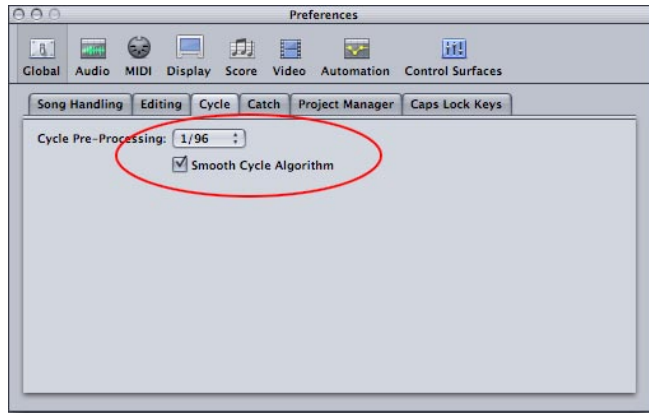 Preferences
Global Audio MIDI Display Score Video Automation Control Surfaces
Song Handling Editing Cycle Catch Project Manager Caps Lock Keys
Cycle Pre-Processing: 1/96
Smooth Cycle Algorithm